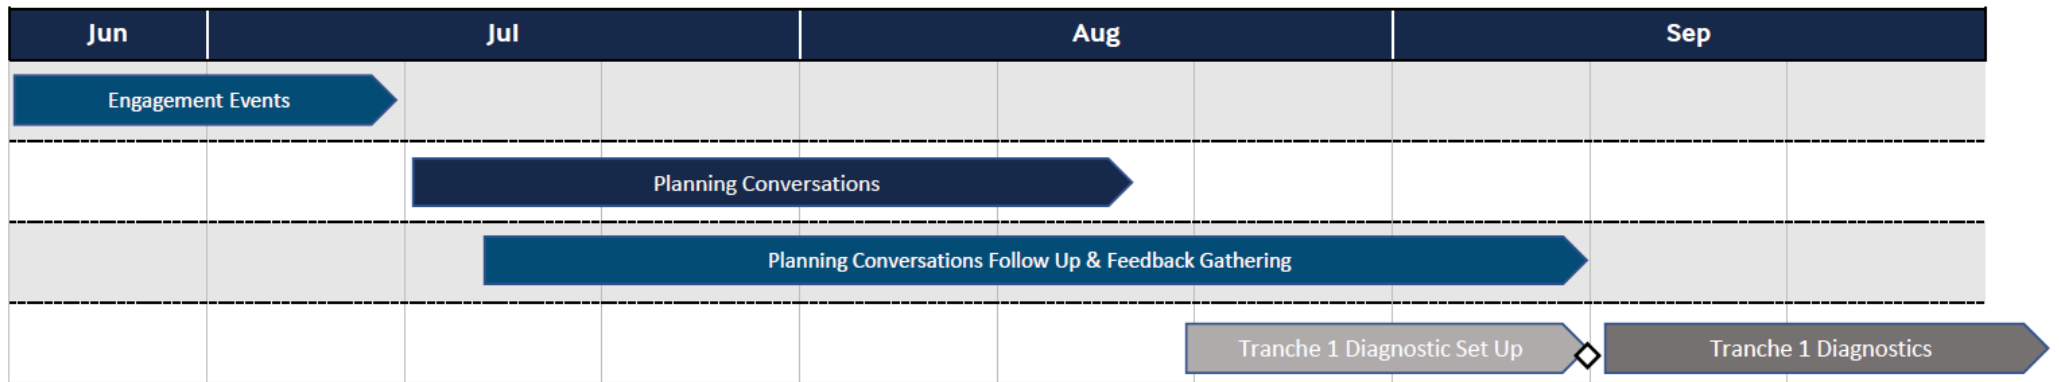 Jun
Jul
Aug
Sep
Engagement Events
Planning Conversations
Planning Conversations Follow Up & Feedback Gathering
Tranche 1 Diagnostic Set Up
Tranche 1 Diagnostics